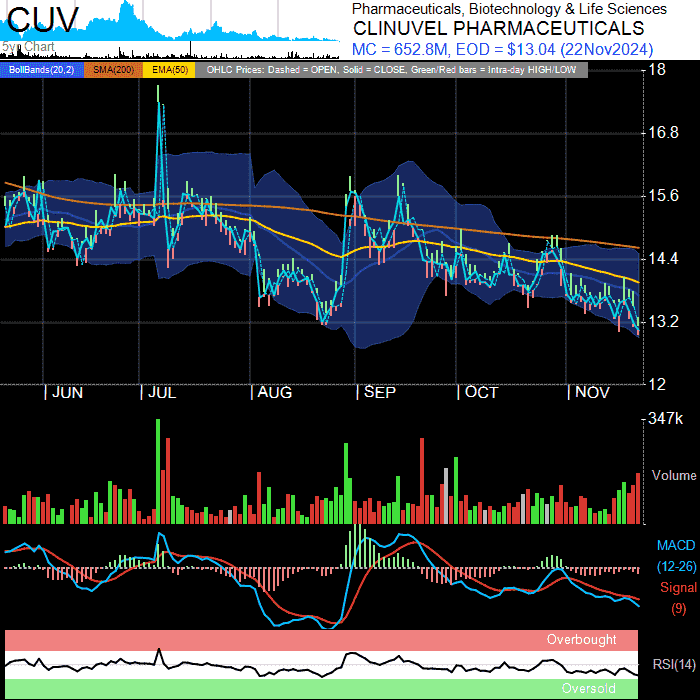 CUV
Pharmaceuticals, Biotechnology & Life Sciences
CLINUVEL PHARMACEUTICALS
5yr Chart
MC = 652.8M, EOD = $13.04 (22Nov2024)
BollBands(20,2) SMA(200) EMA(50) OHLC Prices: Dashed = OPEN, Solid = CLOSE, Green/Red bars = Intra-day HIGH/LOW
18
16.8
15.6
14.4
13.2
12
JUN JUL AUG SEP OCT NOV
347k
Volume
MACD
(12-26)
Signal
(9)
Overbought
RSI(14)
Oversold